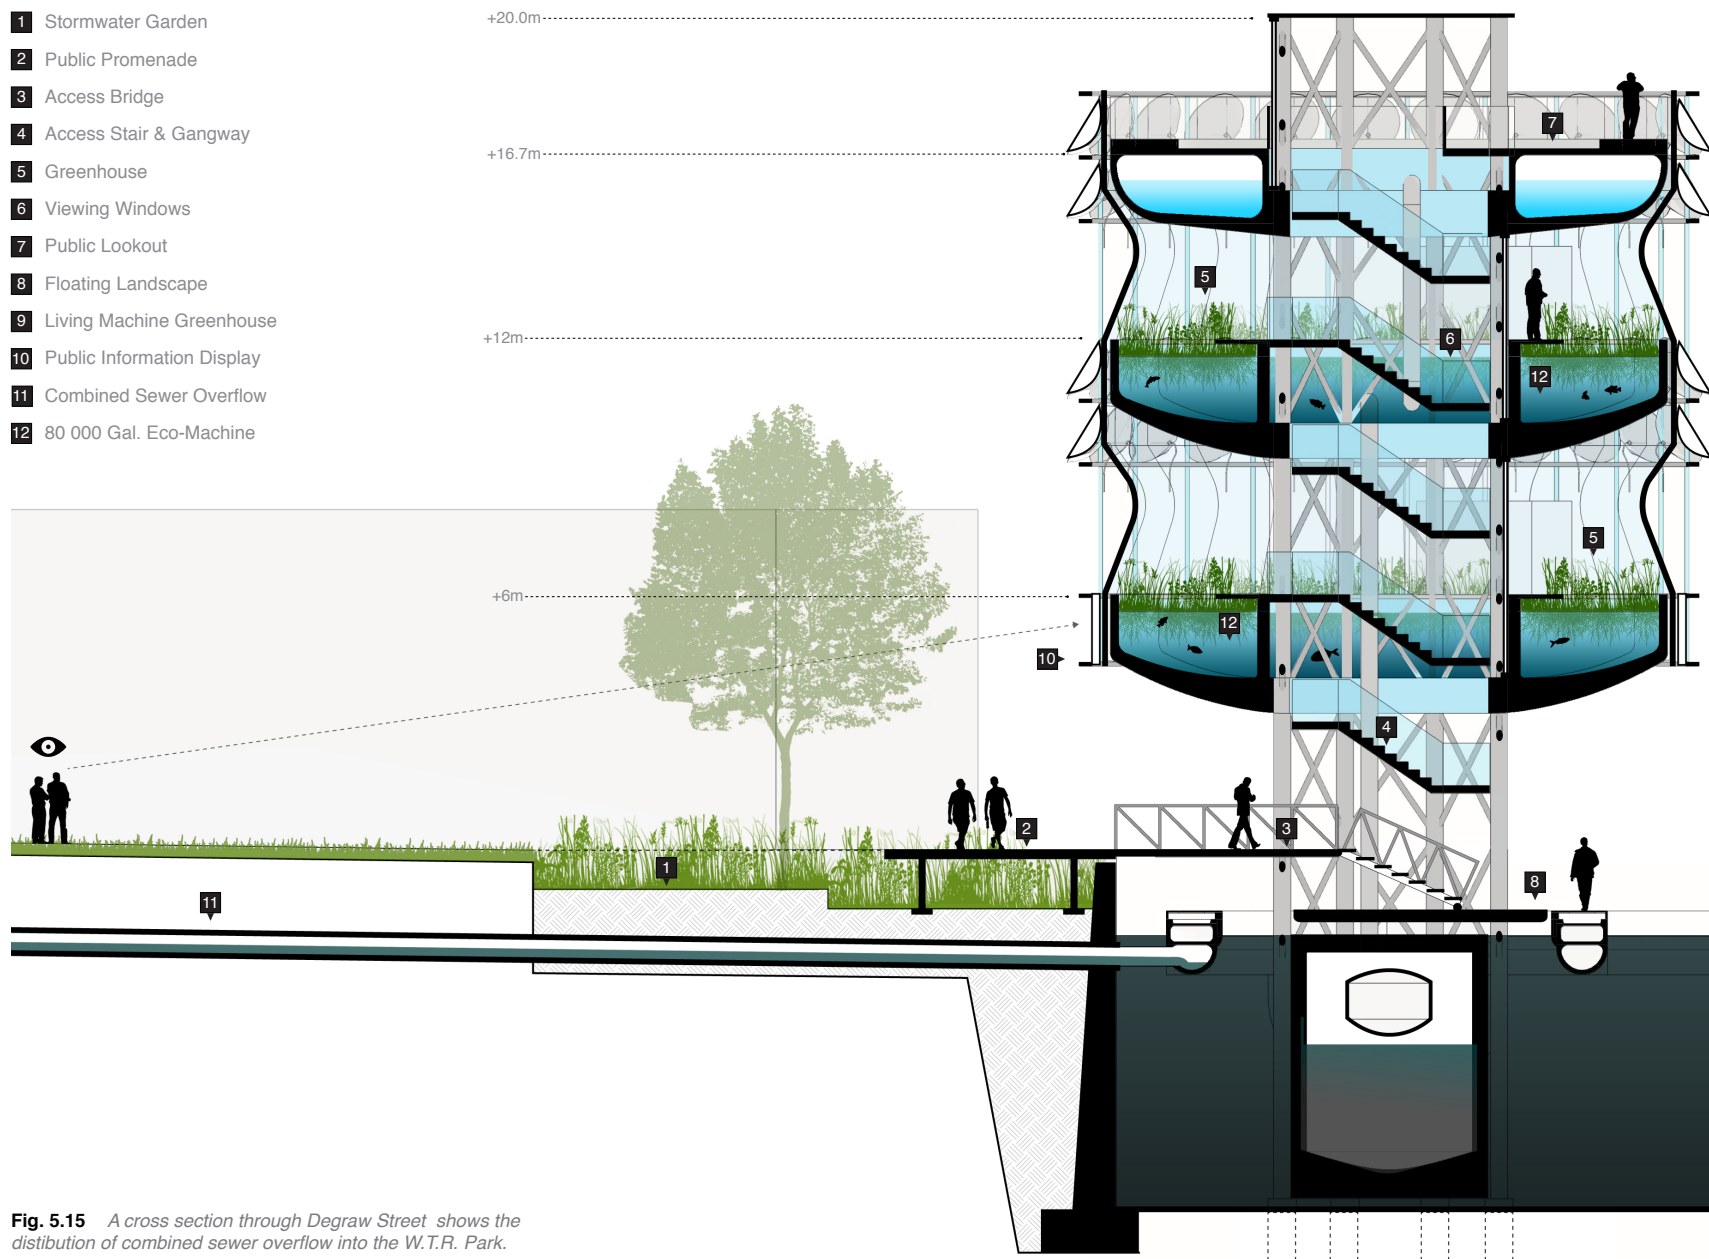 1 Stormwater Garden
2 Public Promenade
3 Access Bridge
4 Access Stair & Gangway
5 Greenhouse
6 Viewing Windows
7 Public Lookout
8 Floating Landscape
9 Living Machine Greenhouse
10 Public Information Display
11 Combined Sewer Overflow
12 80 000 Gal. Eco-Machine
+20.0m
+16.7m
+12m
+6m
7
5
6
12
5
12
10
4
2
3
1
8
11
Fig. 5.15 A cross section through Degraw Street shows the
distibution of combined sewer overflow into the W.T.R. Park.